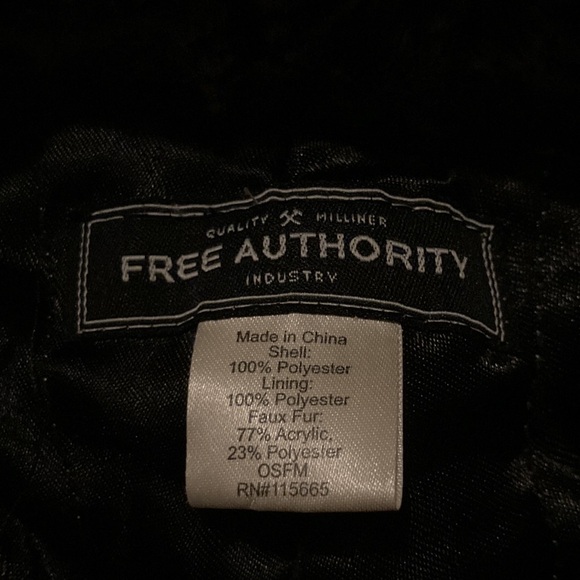 QUALITY MILLINER
FREE AUTHORITY
INDUSTRY
Made in China
Shell:
100% Polyester
Lining:
100% Polyester
Faux Fur:
77% Acrylic,
23% Polyester
OSFM
RN#115665